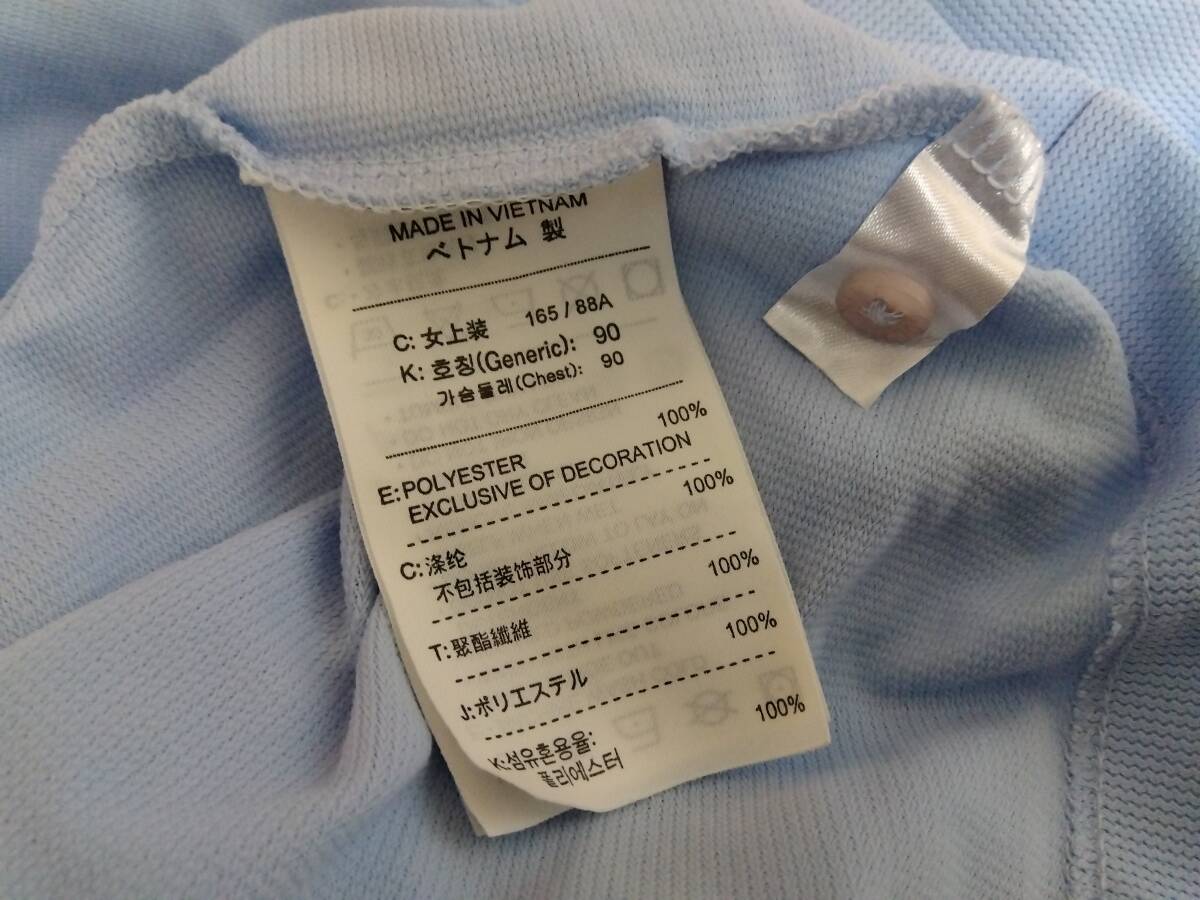 MADE IN VIETNAM
ベトナム 製
C: 女上装 165 / 88A
K: 호칭(Generic): 90
가슴둘레(Chest): 90
100%
E: POLYESTER
EXCLUSIVE OF DECORATION
100%
C: 涤纶
不包括装饰部分
100%
T: 聚酯纖維
100%
J: ポリエステル
100%
K: 섬유혼용율:
폴리에스터